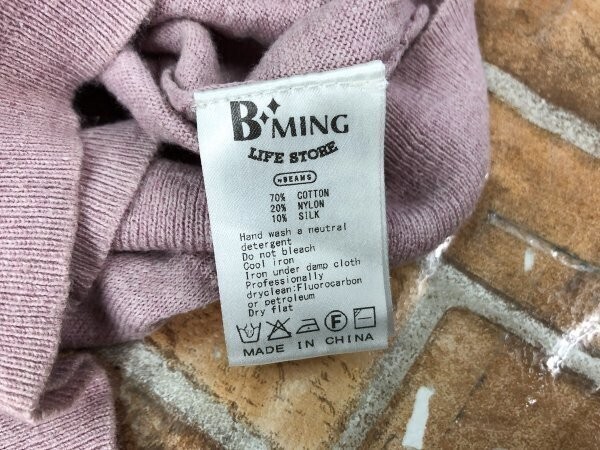 B MING
LIFE STORE
by BEAMS
70% COTTON
20% NYLON
10% SILK
Hand wash a neutral
detergent
Do not bleach
Cool iron
Iron under damp cloth
Professionally
dryclean:Fluorocarbon
or petroleum
Dry flat
F
MADE IN CHINA